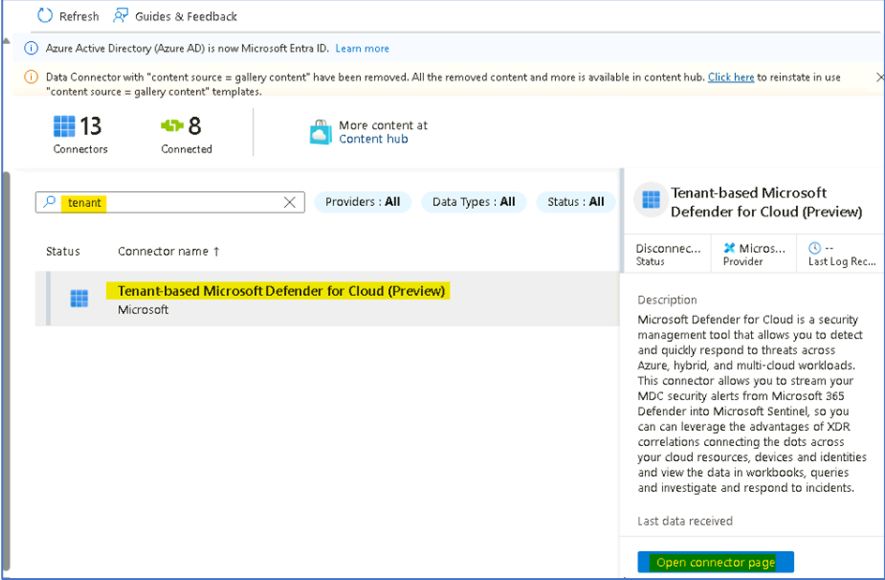 Refresh Guides & Feedback
Azure Active Directory (Azure AD) is now Microsoft Entra ID. Learn more
Data Connector with "content source = gallery content" have been removed. All the removed content and more is available in content hub. Click here to reinstate in use
"content source = gallery content" templates.
13
Connectors
8
Connected
More content at
Content hub
tenant
Providers : All
Data Types : All
Status : All
Status
Connector name ↑
Tenant-based Microsoft Defender for Cloud (Preview)
Microsoft
Tenant-based Microsoft
Defender for Cloud (Preview)
Disconnec...
Status
Micros...
Provider
--
Last Log Rec...
Description
Microsoft Defender for Cloud is a security
management tool that allows you to detect
and quickly respond to threats across
Azure, hybrid, and multi-cloud workloads.
This connector allows you to stream your
MDC security alerts from Microsoft 365
Defender into Microsoft Sentinel, so you
can can leverage the advantages of XDR
correlations connecting the dots across
your cloud resources, devices and identities
and view the data in workbooks, queries
and investigate and respond to incidents.
Last data received
Open connector page